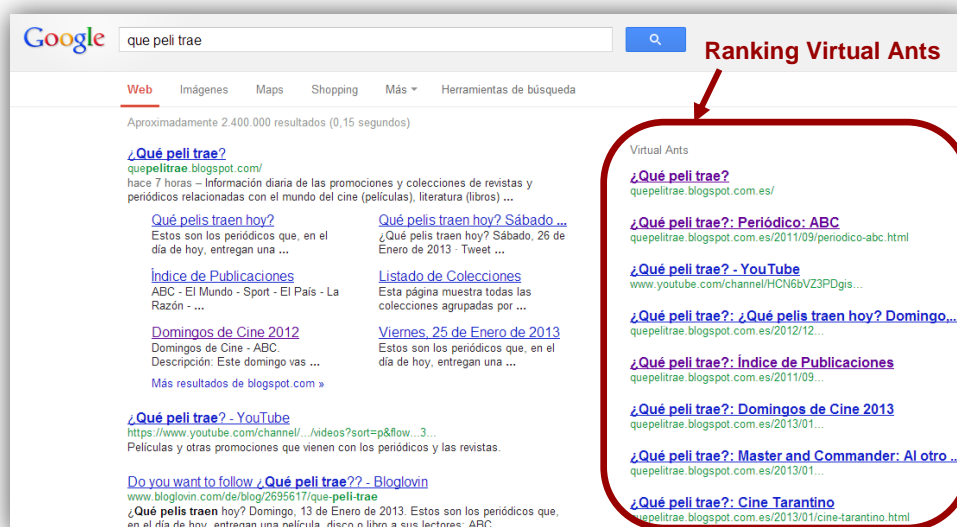 Google
que peli trae
Ranking Virtual Ants
Web Imágenes Maps Shopping Más Herramientas de búsqueda
Aproximadamente 2.400.000 resultados (0,15 segundos)
¿Qué peli trae?
quepelitrae.blogspot.com/
hace 7 horas – Información diaria de las promociones y colecciones de revistas y
periódicos relacionadas con el mundo del cine (películas), literatura (libros) ...
Qué pelis traen hoy?
Estos son los periódicos que, en el
día de hoy, entregan una ...
Qué pelis traen hoy? Sábado ...
¿Qué pelis traen hoy? Sábado, 26 de
Enero de 2013 · Tweet ...
Índice de Publicaciones
ABC - El Mundo - Sport - El País - La
Razón - ...
Listado de Colecciones
Esta página muestra todas las
colecciones agrupadas por ...
Domingos de Cine 2012
Domingos de Cine - ABC.
Descripción: Este domingo vas ...
Viernes, 25 de Enero de 2013
Estos son los periódicos que, en el
día de hoy, entregan una ...
Más resultados de blogspot.com »
¿Qué peli trae? - YouTube
https://www.youtube.com/channel/.../videos?sort=p&flow...3...
Películas y otras promociones que vienen con los periódicos y las revistas.
Do you want to follow ¿Qué peli trae?? - Bloglovin
www.bloglovin.com/de/blog/2695617/que-peli-trae
¿Qué pelis traen hoy? Domingo, 13 de Enero de 2013. Estos son los periódicos que,
en el día de hoy, entregan una película, disco o libro a sus lectores: ABC
Virtual Ants
¿Qué peli trae?
quepelitrae.blogspot.com.es/
¿Qué peli trae?: Periódico: ABC
quepelitrae.blogspot.com.es/2011/09/periodico-abc.html
¿Qué peli trae? - YouTube
www.youtube.com/channel/HCN6bVZ3PDgis...
¿Qué peli trae?: ¿Qué pelis traen hoy? Domingo,...
quepelitrae.blogspot.com.es/2012/12...
¿Qué peli trae?: Índice de Publicaciones
quepelitrae.blogspot.com.es/2011/09...
¿Qué peli trae?: Domingos de Cine 2013
quepelitrae.blogspot.com.es/2013/01...
¿Qué peli trae?: Master and Commander: Al otro ...
quepelitrae.blogspot.com.es/2013/01...
¿Qué peli trae?: Cine Tarantino
quepelitrae.blogspot.com.es/2013/01/cine-tarantino.html